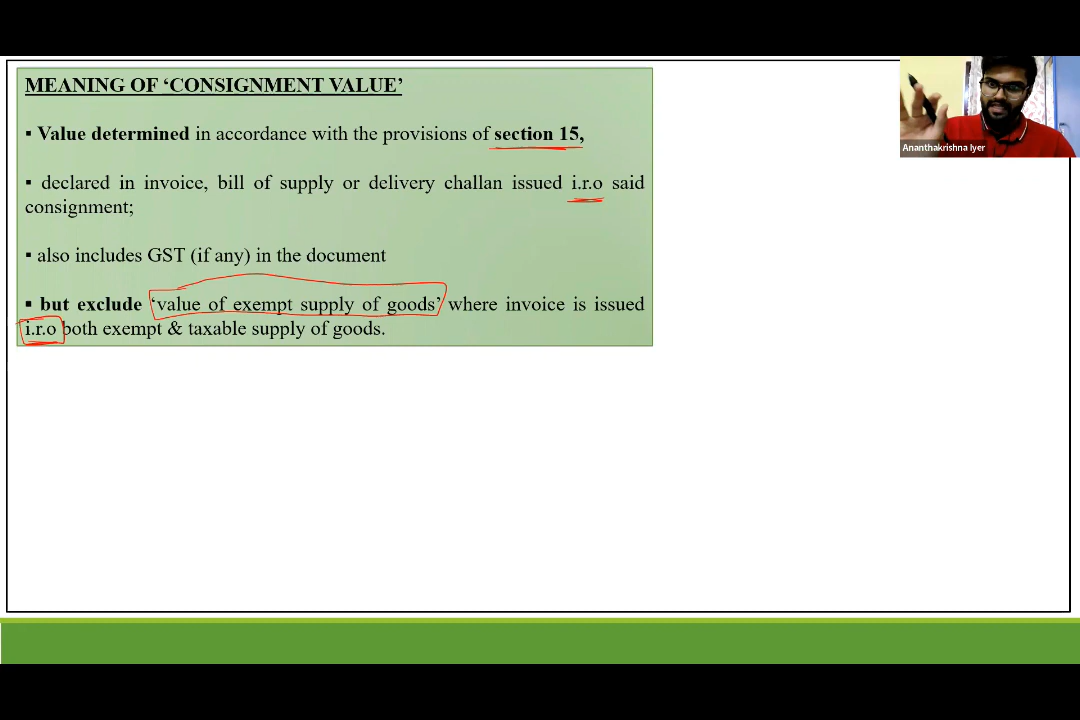 MEANING OF ‘CONSIGNMENT VALUE’
▪ Value determined in accordance with the provisions of section 15,
▪ declared in invoice, bill of supply or delivery challan issued i.r.o said
consignment;
▪ also includes GST (if any) in the document
▪ but exclude ‘value of exempt supply of goods’ where invoice is issued
i.r.o both exempt & taxable supply of goods.
Ananthakrishna Iyer